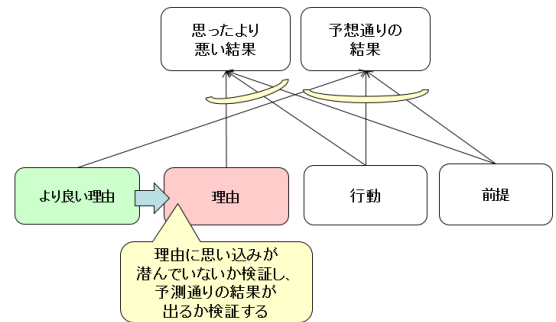 思ったより
悪い結果
予想通りの
結果
より良い理由
理由
行動
前提
理由に思い込みが
潜んでいないか検証し、
予測通りの結果が
出るか検証する